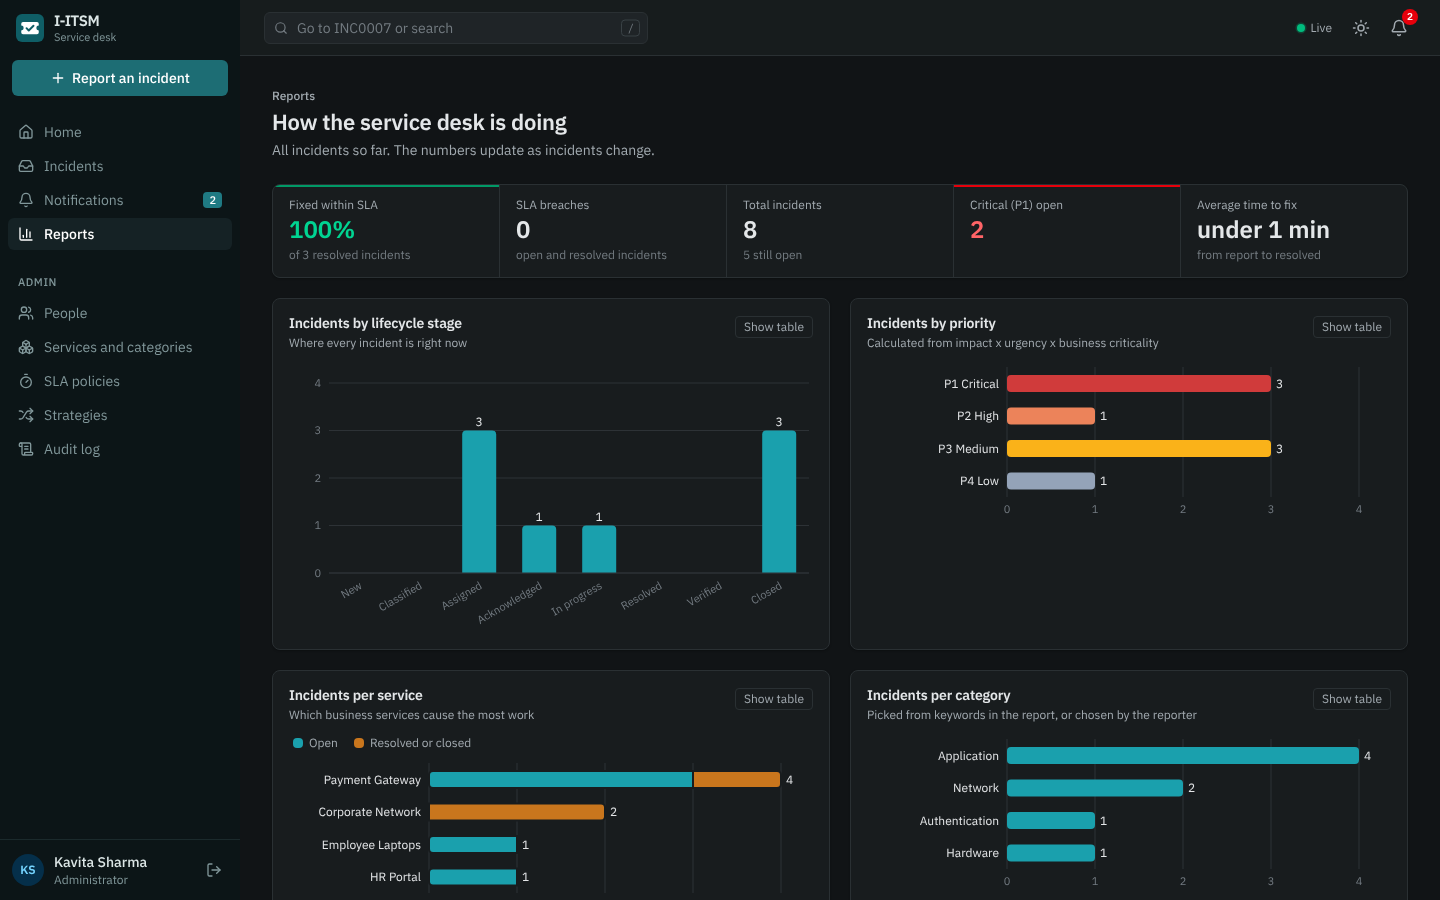 I-ITSM
Service desk
Report an incident
Home
Incidents
Notifications 2
Reports
ADMIN
People
Services and categories
SLA policies
Strategies
Audit log
KS
Kavita Sharma
Administrator
Go to INC0007 or search /
Live
2
Reports
How the service desk is doing
All incidents so far. The numbers update as incidents change.
Fixed within SLA
100%
of 3 resolved incidents
SLA breaches
0
open and resolved incidents
Total incidents
8
5 still open
Critical (P1) open
2
Average time to fix
under 1 min
from report to resolved
Incidents by lifecycle stage
Where every incident is right now
Show table
4
3
2
1
0
3
1
1
3
New
Classified
Assigned
Acknowledged
In progress
Resolved
Verified
Closed
Incidents by priority
Calculated from impact x urgency x business criticality
Show table
P1 Critical 3
P2 High 1
P3 Medium 3
P4 Low 1
0 1 2 3 4
Incidents per service
Which business services cause the most work
Show table
Open Resolved or closed
Payment Gateway 4
Corporate Network 2
Employee Laptops 1
HR Portal 1
Incidents per category
Picked from keywords in the report, or chosen by the reporter
Show table
Application 4
Network 2
Authentication 1
Hardware 1
0 1 2 3 4